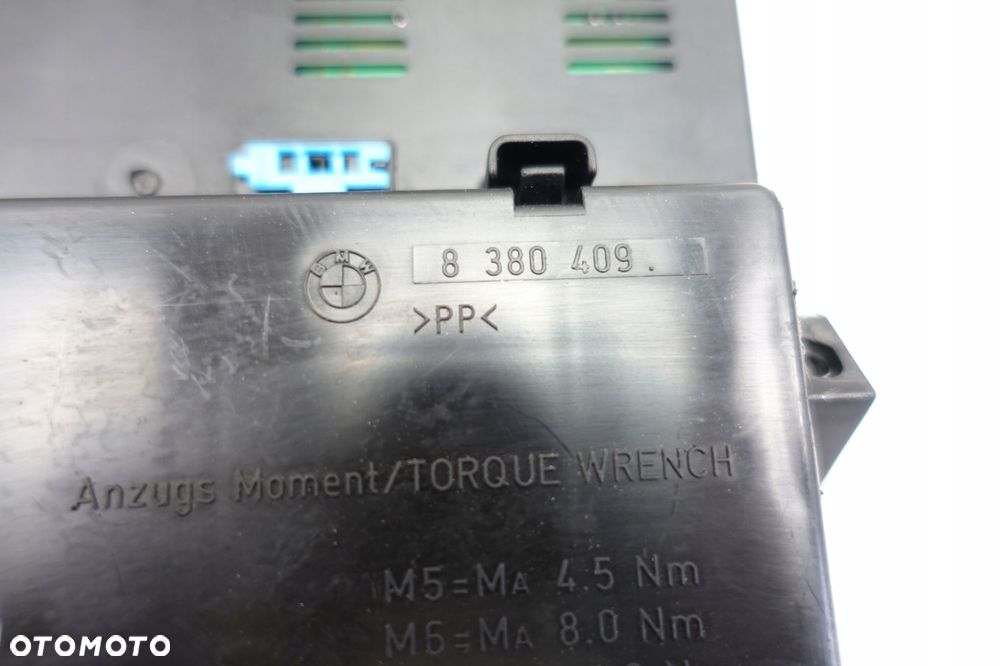 BMW
8 380 409.
>PP<
Anzugs Moment/TORQUE WRENCH
M5=MA 4.5 Nm
M6=MA 8.0 Nm
OTOMOTO